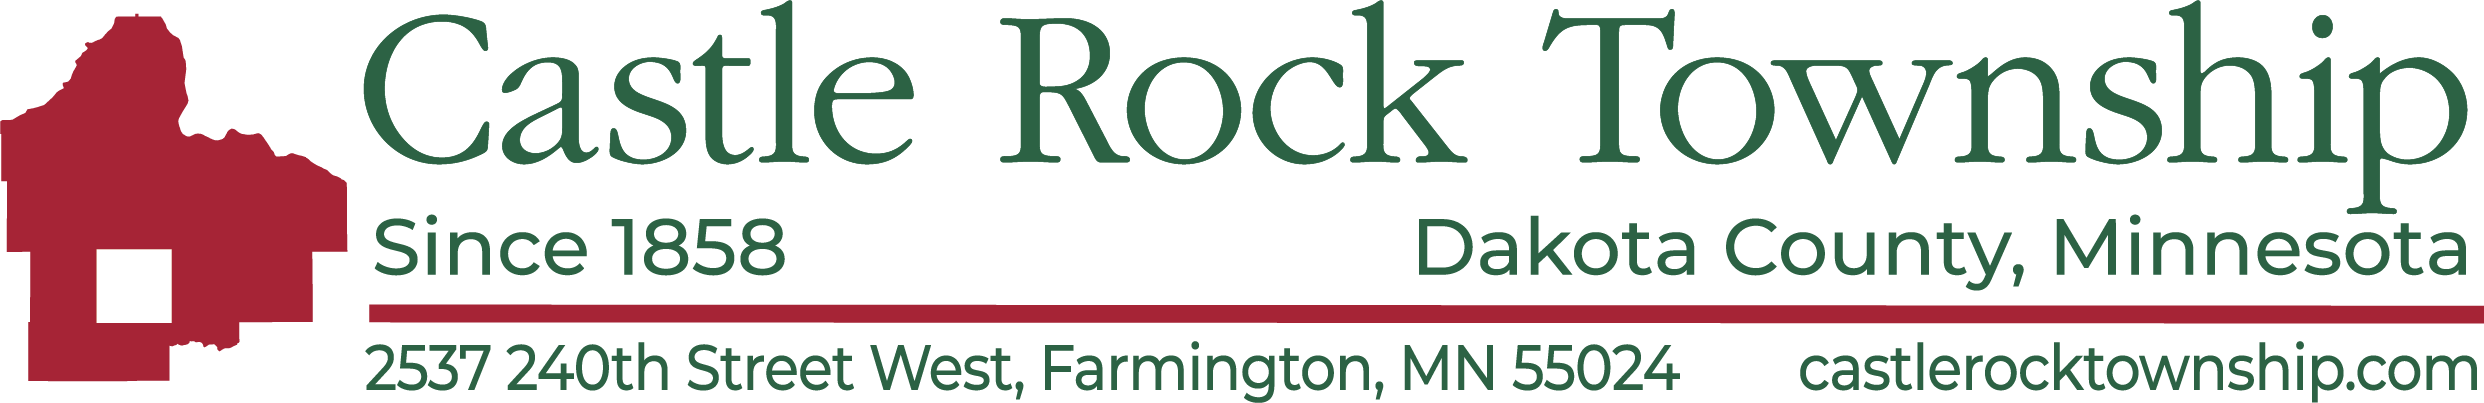 Castle Rock Township
Since 1858 Dakota County, Minnesota
2537 240th Street West, Farmington, MN 55024 castlerocktownship.com